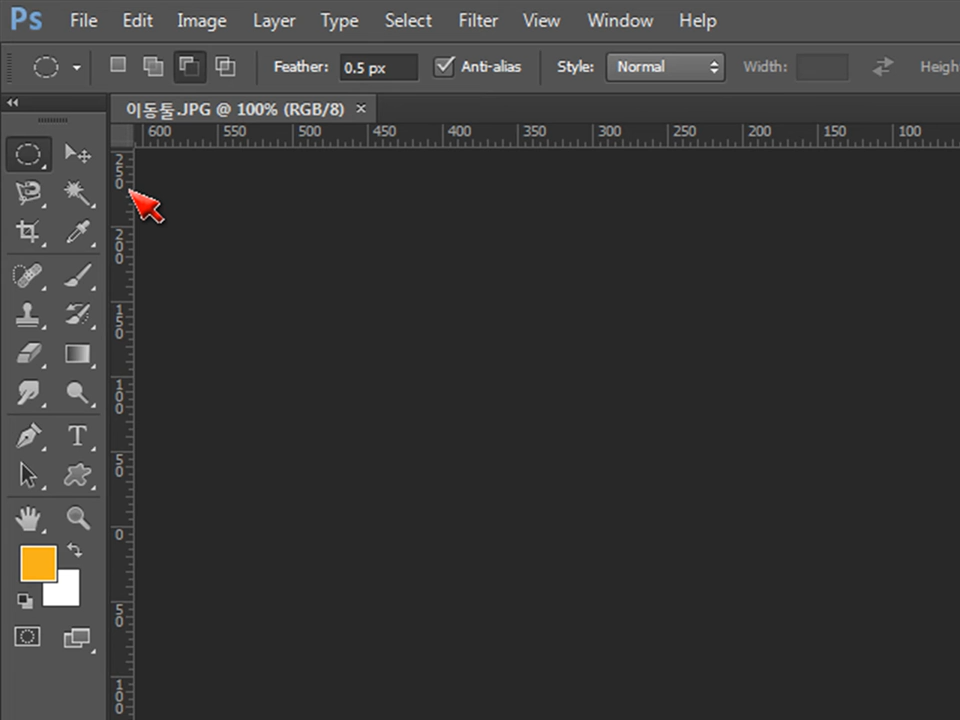 Ps File Edit Image Layer Type Select Filter View Window Help
Feather: 0.5 px Anti-alias Style: Normal Width: Heigh
이동툴.JPG @ 100% (RGB/8) ×
600 550 500 450 400 350 300 250 200 150 100
250
200
150
100
50
0
50
100
T